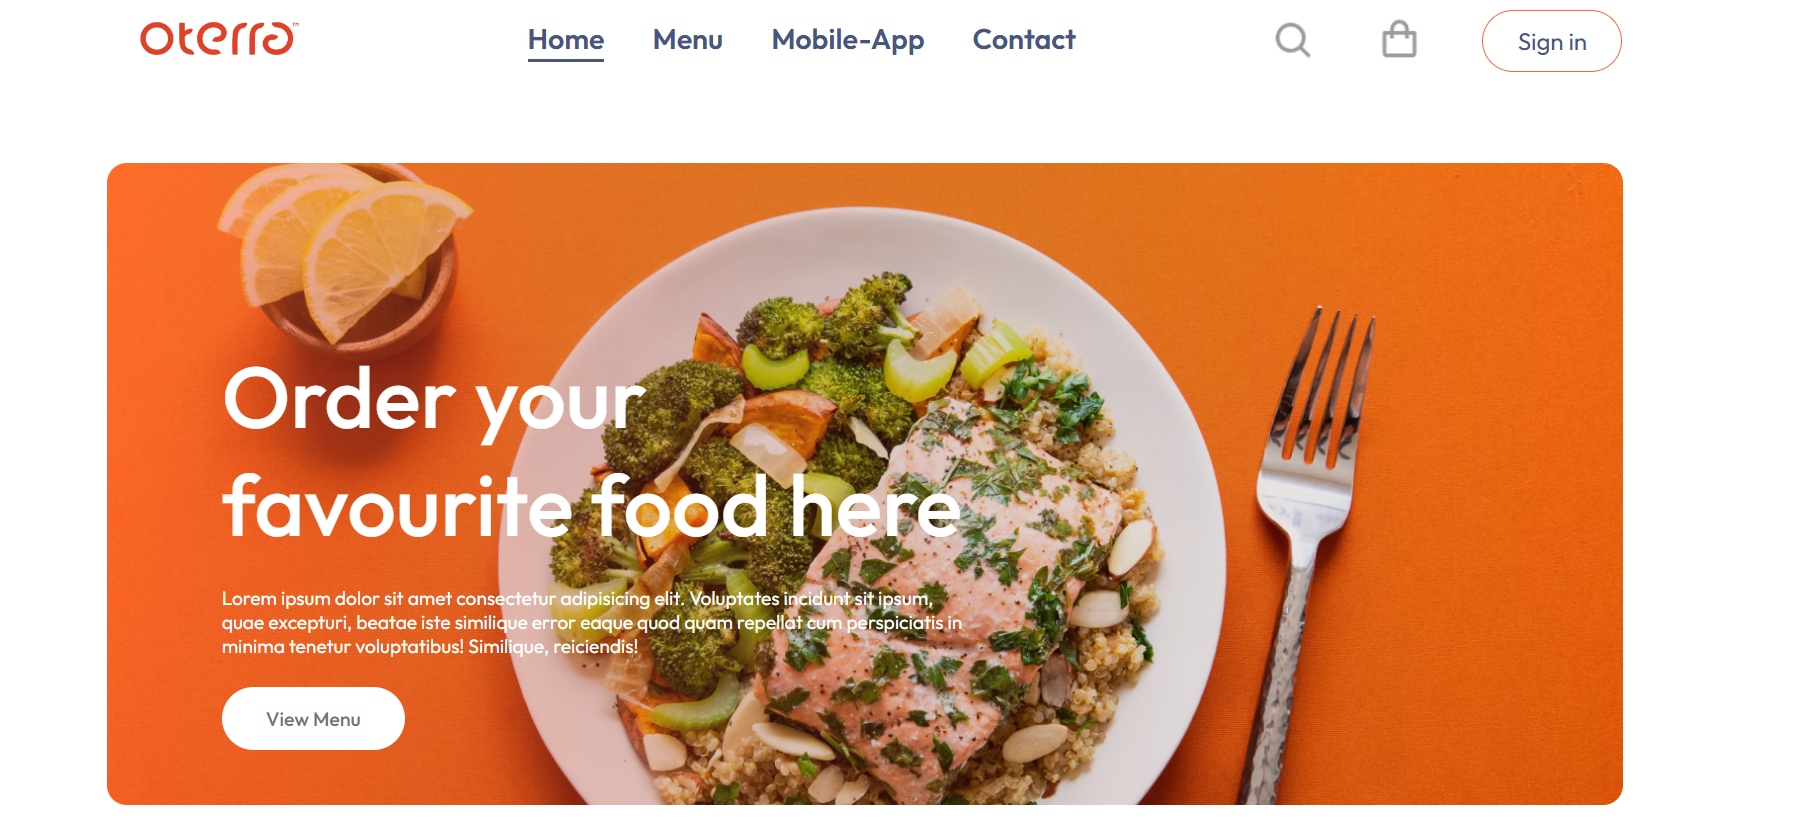 oterra™
Home Menu Mobile-App Contact
Sign in
Order your
favourite food here
Lorem ipsum dolor sit amet consectetur adipisicing elit. Voluptates incidunt sit ipsum,
quae excepturi, beatae iste similique error eaque quod quam repellat cum perspiciatis in
minima tenetur voluptatibus! Similique, reiciendis!
View Menu